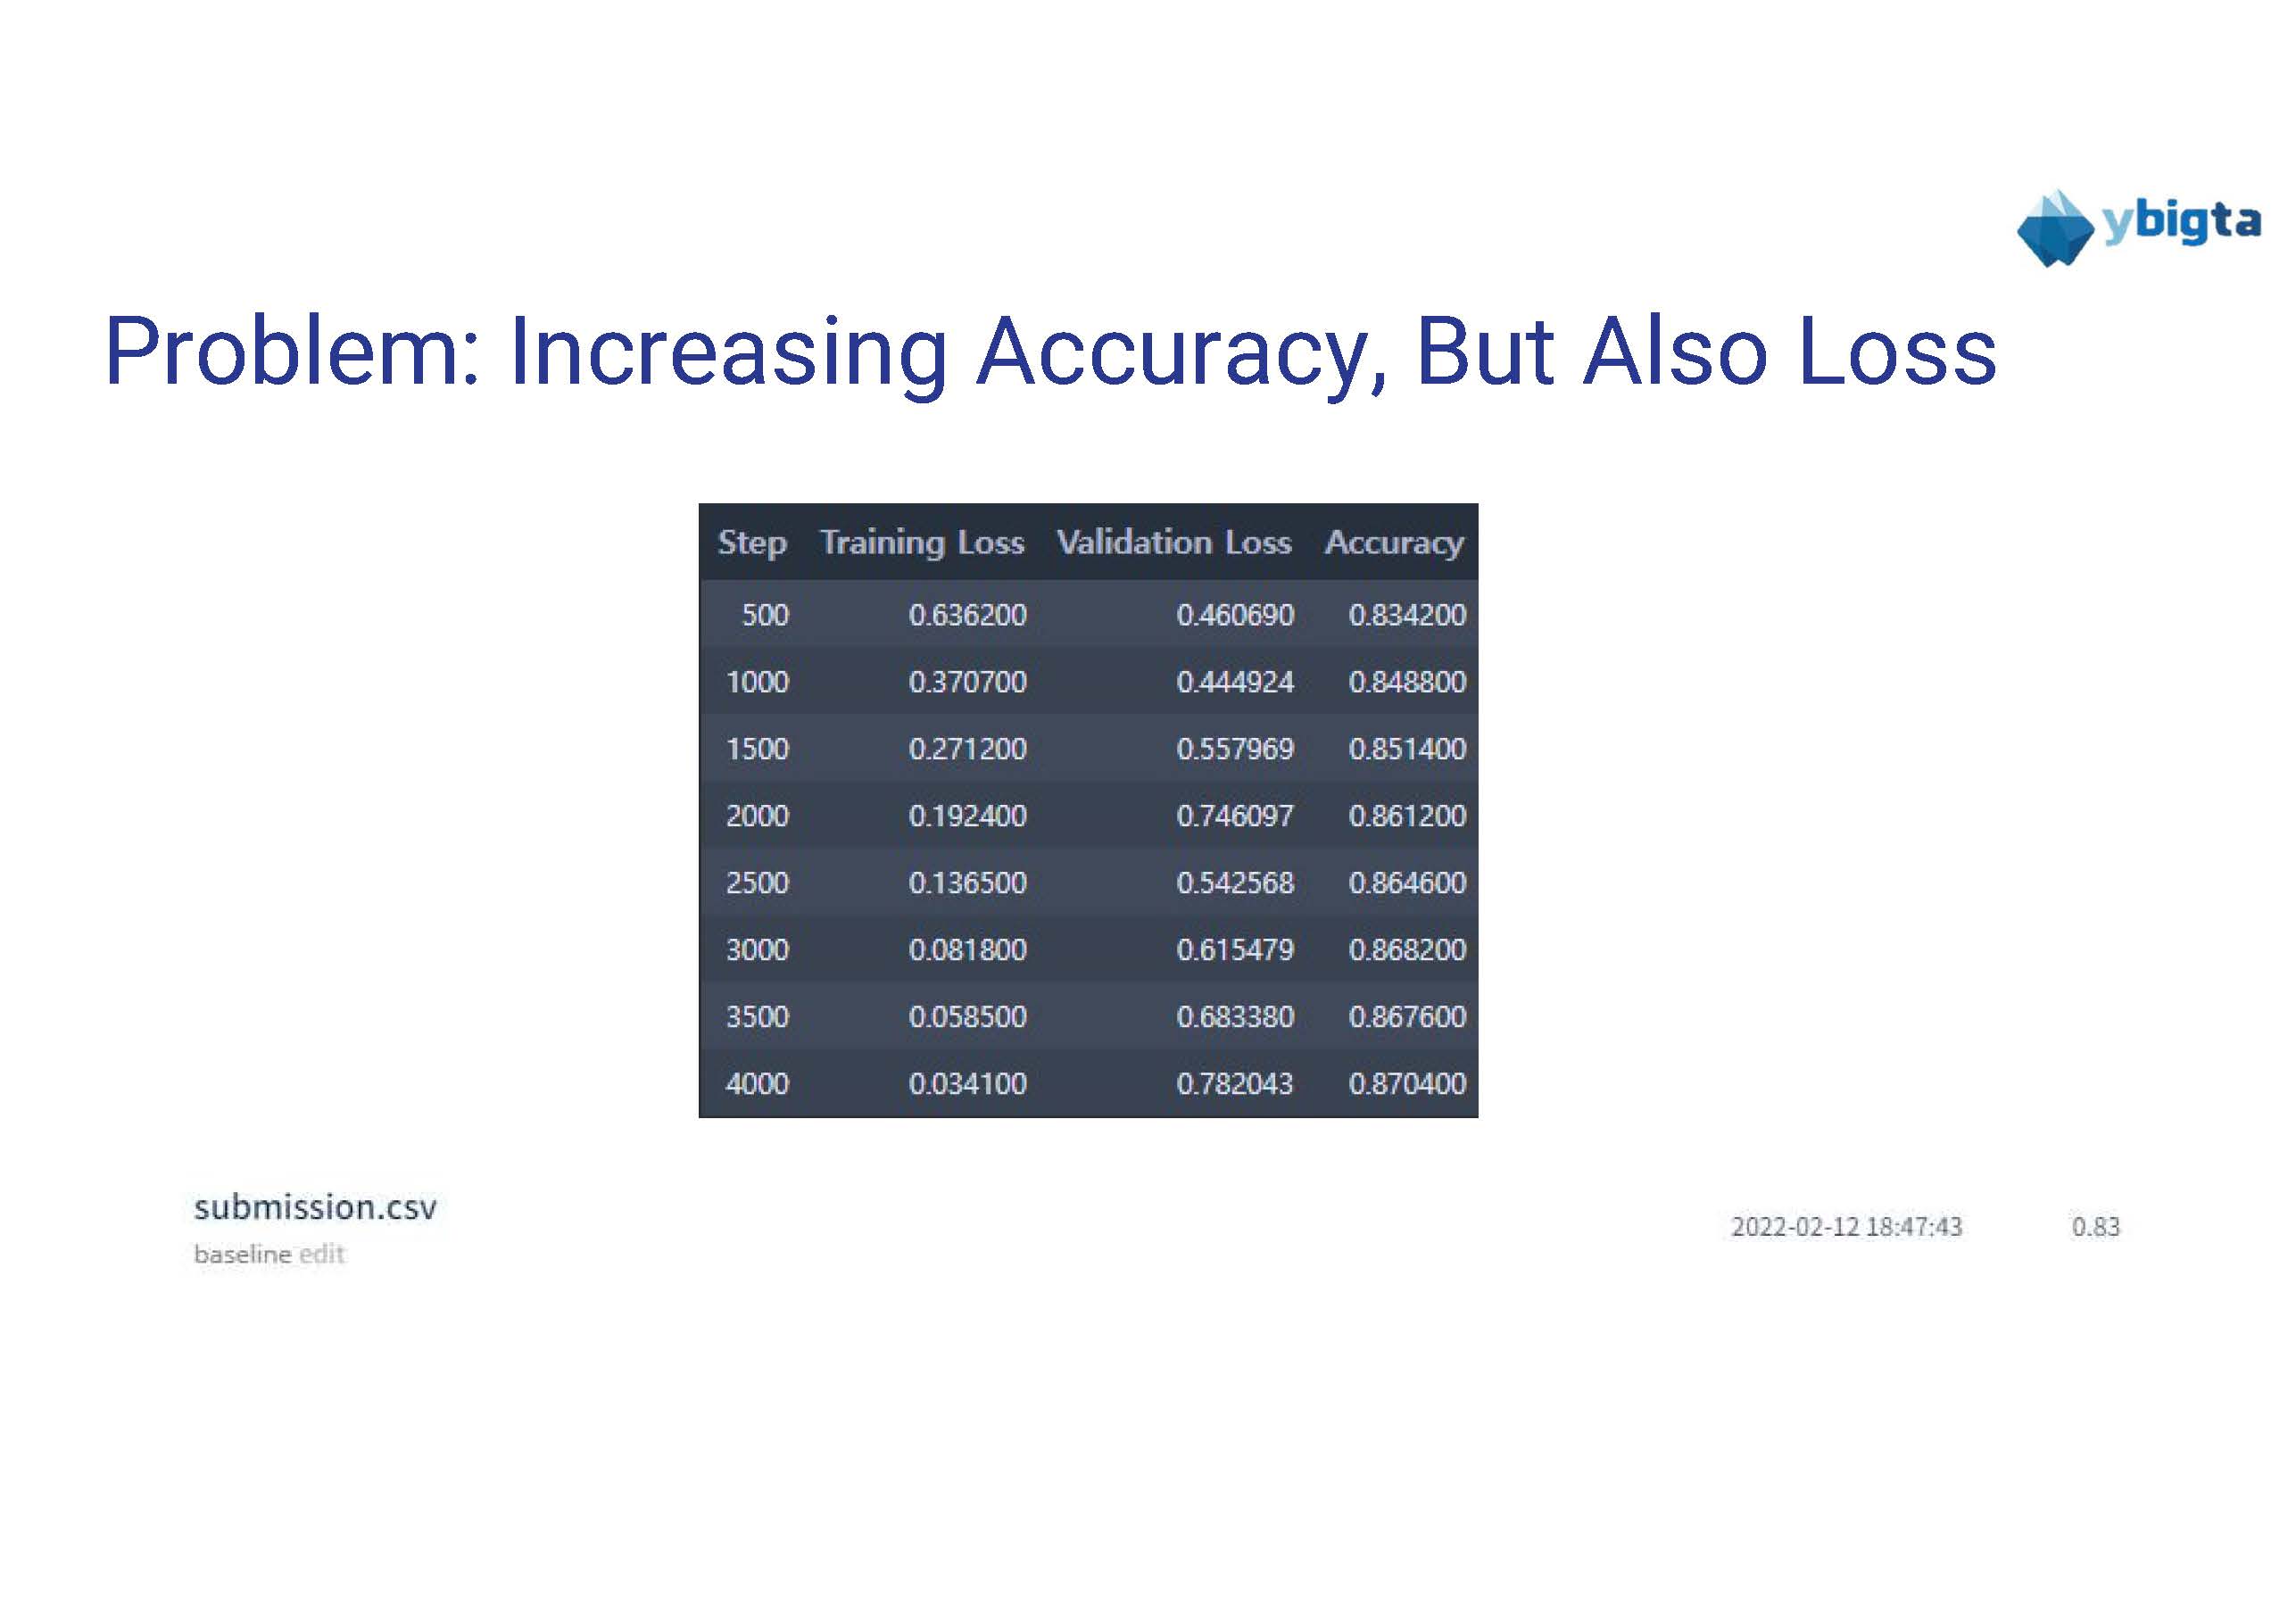 ybigta
Problem: Increasing Accuracy, But Also Loss
Step Training Loss Validation Loss Accuracy
500 0.636200 0.460690 0.834200
1000 0.370700 0.444924 0.848800
1500 0.271200 0.557969 0.851400
2000 0.192400 0.746097 0.861200
2500 0.136500 0.542568 0.864600
3000 0.081800 0.615479 0.868200
3500 0.058500 0.683380 0.867600
4000 0.034100 0.782043 0.870400
submission.csv
2022-02-12 18:47:43 0.83
baseline edit